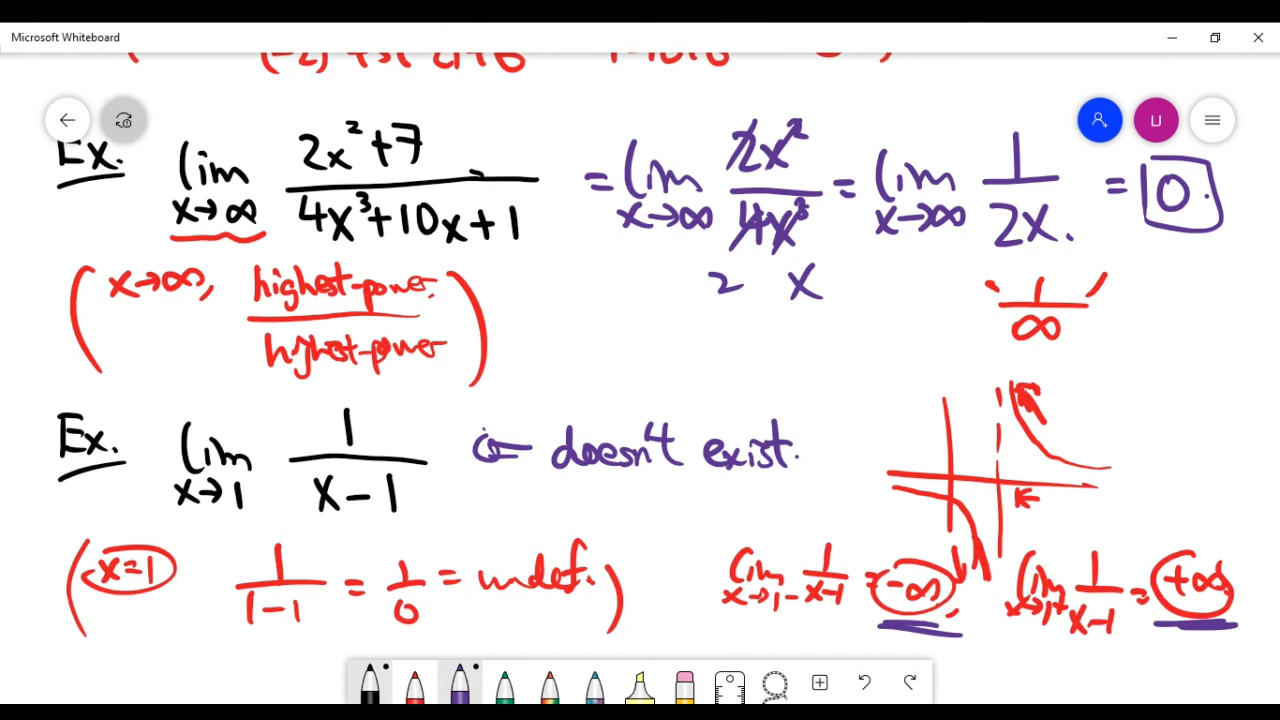 Microsoft Whiteboard
Ex. lim x→∞ (2x²+7)/(4x³+10x+1) = lim x→∞ 2x²/4x³ = lim x→∞ 1/2x. = 0.
2 x
(x→∞, highest-power/highest-power)
1/∞
Ex. lim x→1 1/(x-1) ← doesn't exist.
(x=1 1/(1-1) = 1/0 = undef.)
lim x→1- 1/(x-1) = -∞, lim x→1+ 1/(x-1) = +∞
IJ